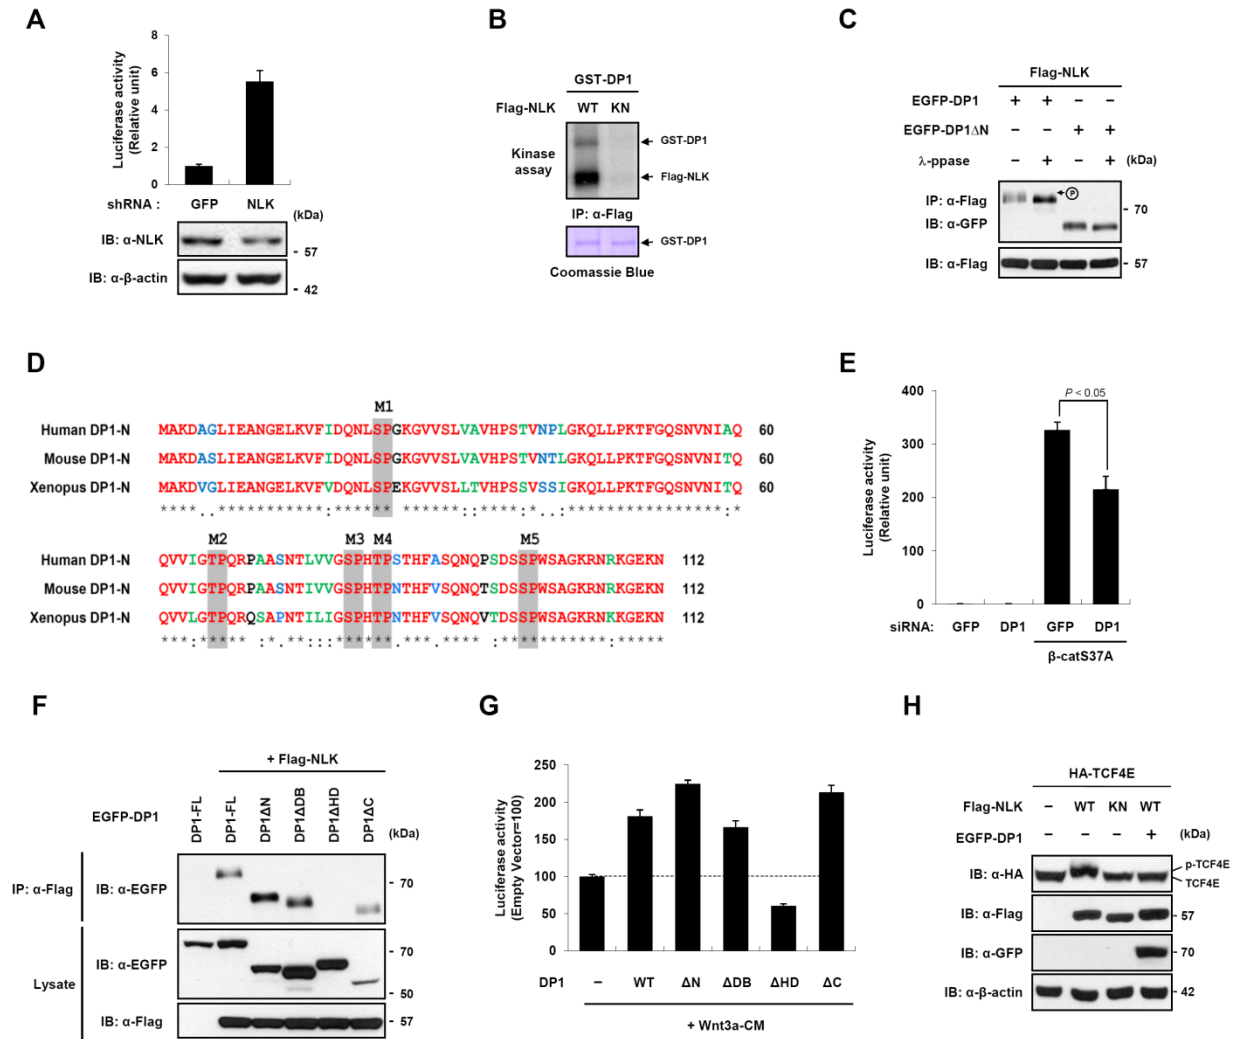 A
Luciferase activity
(Relative unit)
8
6
4
2
0
shRNA : GFP NLK
(kDa)
IB: α-NLK
- 57
IB: α-β-actin
- 42
B
GST-DP1
Flag-NLK WT KN
Kinase assay
GST-DP1
Flag-NLK
IP: α-Flag
GST-DP1
Coomassie Blue
C
Flag-NLK
EGFP-DP1 + + – –
EGFP-DP1ΔN – – + +
λ-ppase – + – + (kDa)
IP: α-Flag
P
- 70
IB: α-GFP
IB: α-Flag
- 57
D
M1
Human DP1-N MAKDAGLIEANGELKVFIDQNLSPGKGVVSLVAVHPSTVNPLGKQLLPKTFGQSNVNIAQ 60
Mouse DP1-N MAKDASLIEANGELKVFIDQNLSPGKGVVSLVAVHPSTVNTLGKQLLPKTFGQSNVNITQ 60
Xenopus DP1-N MAKDVGLIEANGELKVFVDQNLSPEKGVVSLLTVHPSSVSSIGKQLLPKTFGQSNVNITQ 60
****..***********:****** ******::****:*..:****************:*
M2 M3 M4 M5
Human DP1-N QVVIGTPQRPAASNTLVVGSPHTPSTHFASQNQPSDSSPWSAGKRNRKGEKN 112
Mouse DP1-N QVVIGTPQRPAASNTIVVGSPHTPNTHFVSQNQTSDSSPWSAGKRNRKGEKN 112
Xenopus DP1-N QVVLGTPQRQSAPNTILIGSPHTPNTHFVSQNQVTDSSPWSAGKRNKKGEKN 112
***:***** :*.**:::******.***.**** :***********:*****
E
Luciferase activity
(Relative unit)
400
300
200
100
0
P < 0.05
siRNA: GFP DP1 GFP DP1
β-catS37A
F
+ Flag-NLK
EGFP-DP1 DP1-FL DP1-FL DP1ΔN DP1ΔDB DP1ΔHD DP1ΔC
(kDa)
IP: α-Flag IB: α-EGFP
- 70
Lysate IB: α-EGFP
- 70
- 50
IB: α-Flag
- 57
G
Luciferase activity
(Empty Vector=100)
250
200
150
100
50
0
DP1 – WT ΔN ΔDB ΔHD ΔC
+ Wnt3a-CM
H
HA-TCF4E
Flag-NLK – WT KN WT
EGFP-DP1 – – – + (kDa)
IB: α-HA
p-TCF4E
TCF4E
IB: α-Flag - 57
IB: α-GFP - 70
IB: α-β-actin - 42